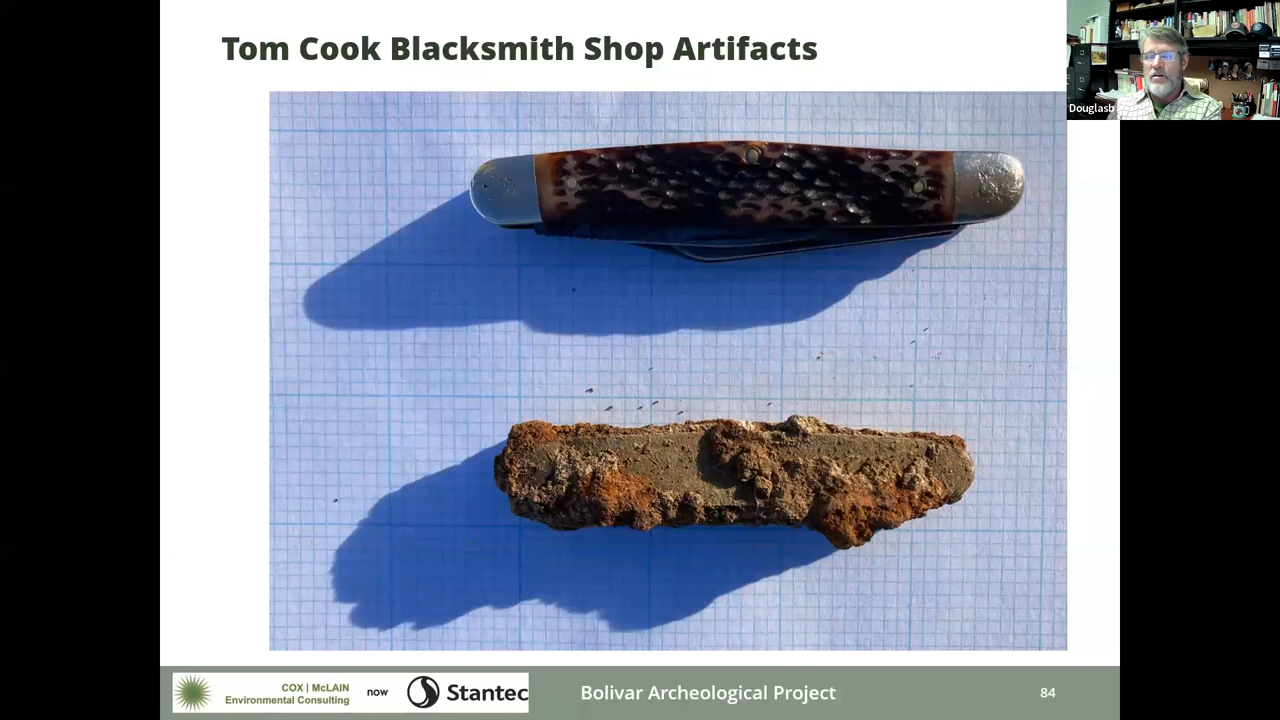 Tom Cook Blacksmith Shop Artifacts
Douglasb
COX | McLAIN
Environmental Consulting
now
Stantec
Bolivar Archeological Project
84